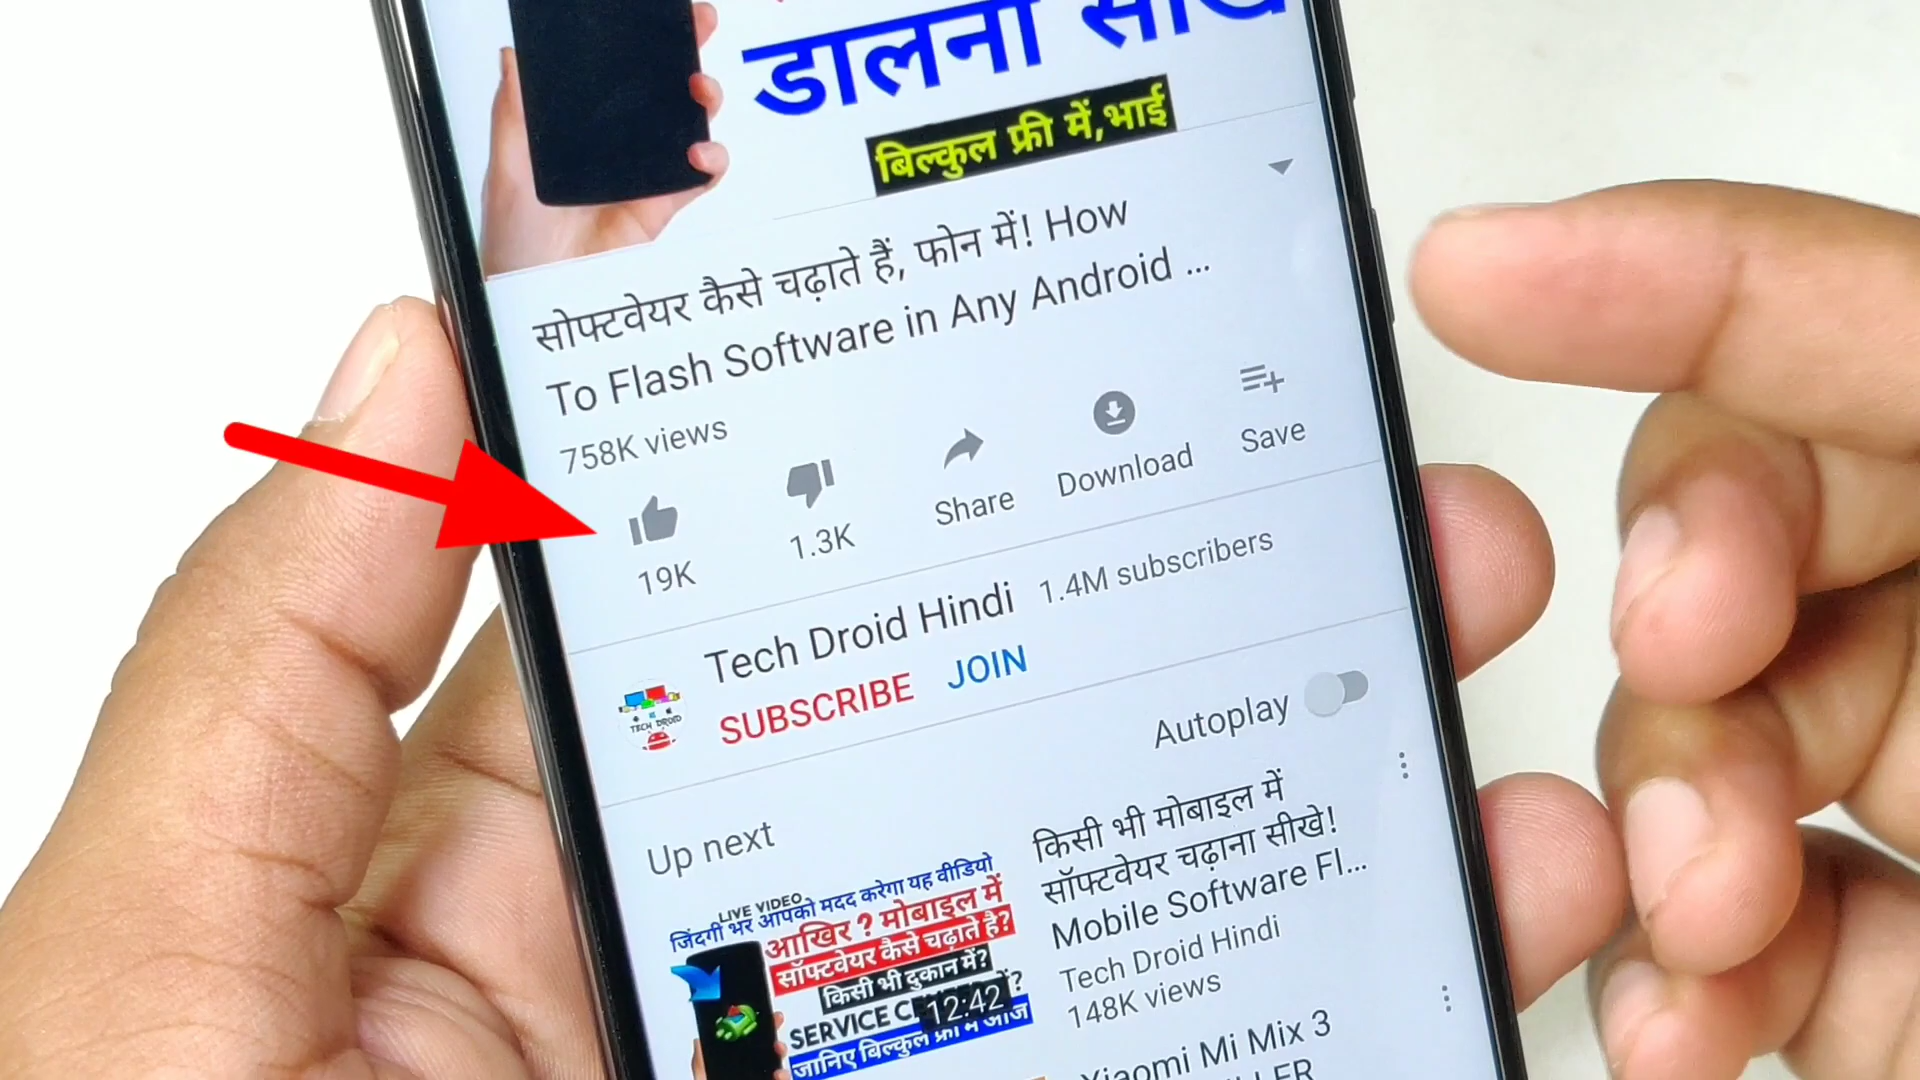 डालना सीखे
बिल्कुल फ्री में,भाई
सोफ्टवेयर कैसे चढ़ाते हैं, फोन में! How
To Flash Software in Any Android ...
758K views
19K
1.3K
Share
Download
Save
Tech Droid Hindi 1.4M subscribers
SUBSCRIBE JOIN
TECH DROID
Autoplay
Up next
LIVE VIDEO
जिंदगी भर आपको मदद करेगा यह वीडियो
आखिर ? मोबाइल में
सॉफ्टवेयर कैसे चढ़ाते है?
किसी भी दुकान में?
SERVICE
12:42
जानिए बिल्कुल फ्री में आज
किसी भी मोबाइल में
सॉफ्टवेयर चढ़ाना सीखे!
Mobile Software Fl...
Tech Droid Hindi
148K views
Xiaomi Mi Mix 3